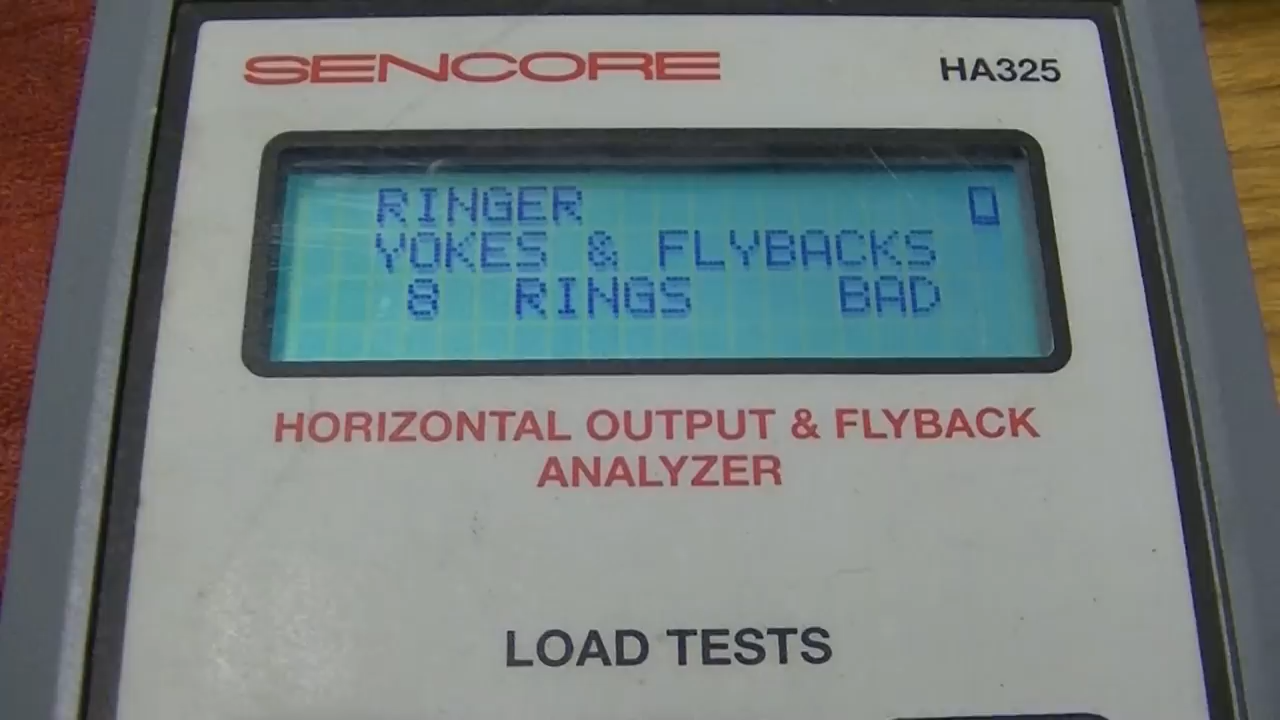 SENCORE HA325
RINGER
YOKES & FLYBACKS
8 RINGS BAD
HORIZONTAL OUTPUT & FLYBACK
ANALYZER
LOAD TESTS